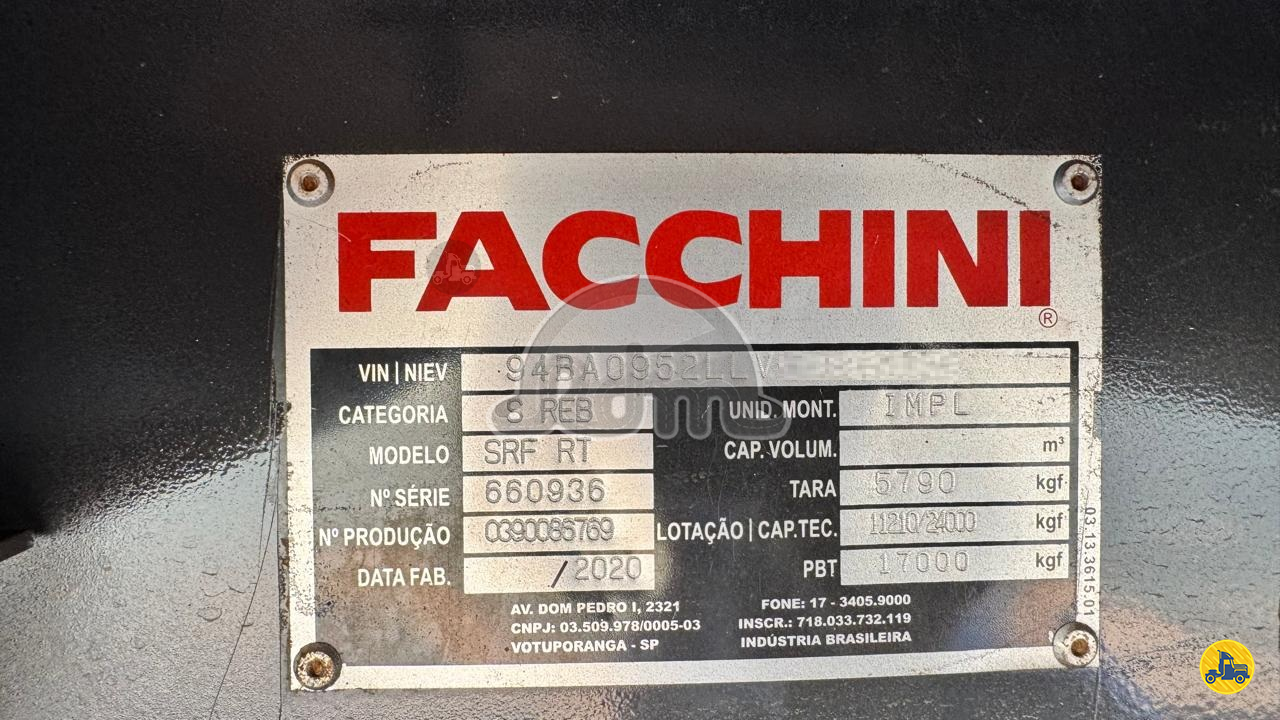 FACCHINI
®
VIN | NIEV 94BA0952LLV
CATEGORIA S REB UNID. MONT. IMPL
MODELO SRF RT CAP. VOLUM. m³
Nº SÉRIE 660936 TARA 5790 kgf
Nº PRODUÇÃO 0390086769 LOTAÇÃO | CAP.TEC. 11210/24000 kgf
DATA FAB. /2020 PBT 17000 kgf
AV. DOM PEDRO I, 2321 FONE: 17 - 3405.9000
CNPJ: 03.509.978/0005-03 INSCR.: 718.033.732.119
VOTUPORANGA - SP INDÚSTRIA BRASILEIRA
03.13.3615.01